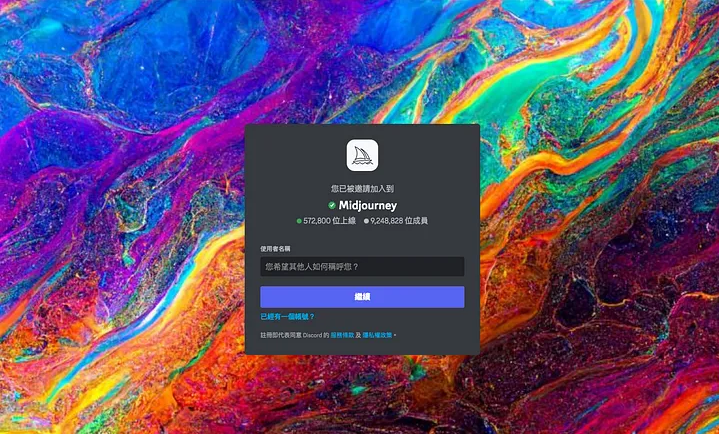 您已被邀請加入到
Midjourney
572,800 位上線 9,248,828 位成員
使用者名稱
您希望其他人如何稱呼您？
繼續
已經有一個帳號？
註冊即代表同意 Discord 的 服務條款 及 隱私權政策。